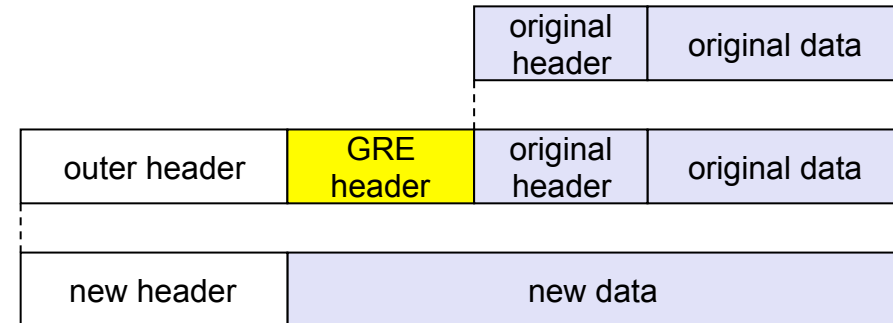 original
header
original data
outer header
GRE
header
original
header
original data
new header
new data